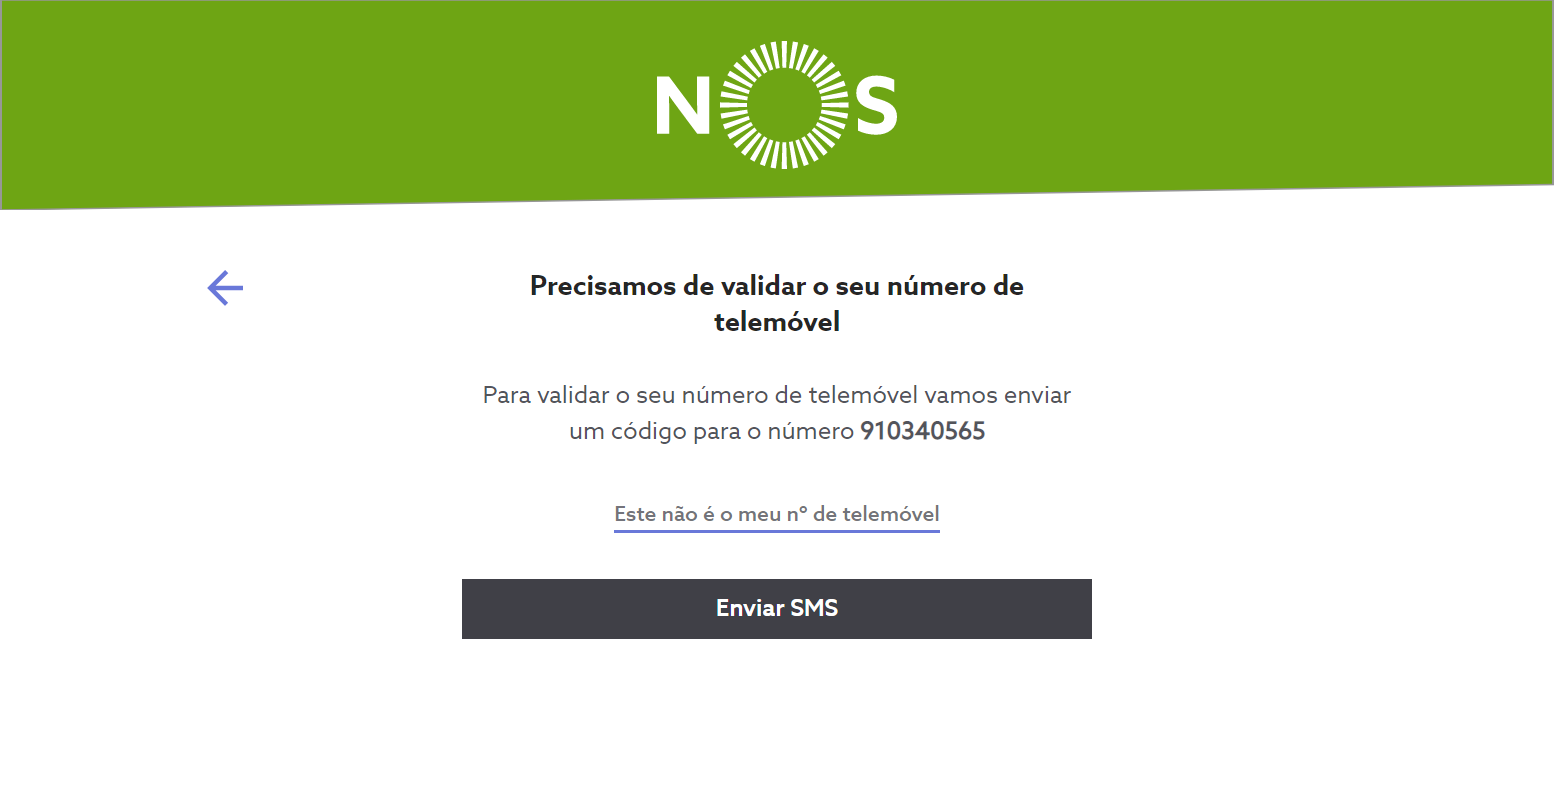 NOS
Precisamos de validar o seu número de
telemóvel
Para validar o seu número de telemóvel vamos enviar
um código para o número 910340565
Este não é o meu nº de telemóvel
Enviar SMS